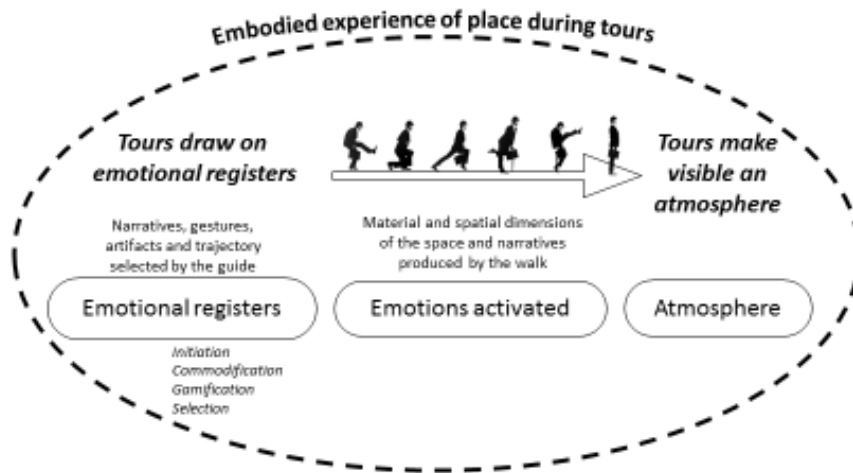 Embodied experience of place during tours
Tours draw on
emotional registers
Tours make
visible an
atmosphere
Narratives, gestures,
artifacts and trajectory
selected by the guide
Material and spatial dimensions
of the space and narratives
produced by the walk
Emotional registers
Emotions activated
Atmosphere
Initiation
Commodification
Gamification
Selection